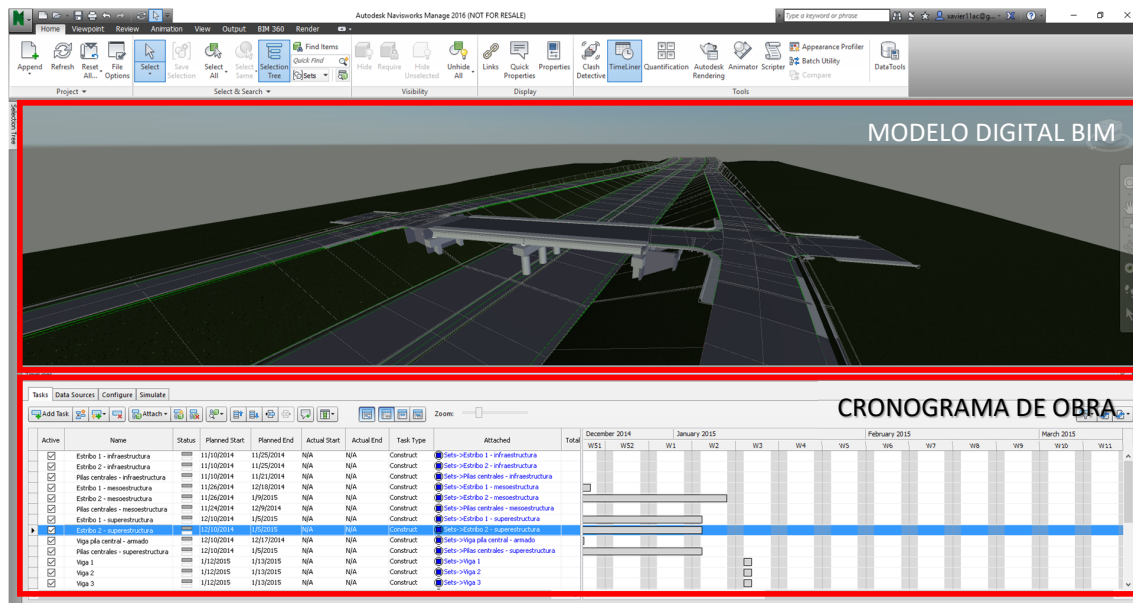 Autodesk Navisworks Manage 2016 (NOT FOR RESALE)
Type a keyword or phrase
xavier11ac@g...
Home Viewpoint Review Animation View Output BIM 360 Render
Append Refresh Reset All... File Options Select Save Selection Select All Select Same Selection Tree Find Items Quick Find Sets Hide Require Hide Unselected Unhide All Links Quick Properties Properties Clash Detective TimeLiner Quantification Autodesk Rendering Animator Scripter Appearance Profiler Batch Utility Compare DataTools
Project Select & Search Visibility Display Tools
Selection Tree
MODELO DIGITAL BIM
Tasks Data Sources Configure Simulate
Add Task Attach Zoom:
CRONOGRAMA DE OBRA
Active Name Status Planned Start Planned End Actual Start Actual End Task Type Attached Total
December 2014 January 2015 February 2015 March 2015
W51 W52 W1 W2 W3 W4 W5 W6 W7 W8 W9 W10 W11
Estribo 1 - infraestructura 11/10/2014 11/25/2014 N/A N/A Construct Sets->Estribo 1 - infraestructura
Estribo 2 - infraestructura 11/10/2014 11/25/2014 N/A N/A Construct Sets->Estribo 2 - infraestructura
Pilas centrales - infraestructura 11/10/2014 11/21/2014 N/A N/A Construct Sets->Pilas centrales - infraestructura
Estribo 1 - mesoestructura 11/26/2014 12/18/2014 N/A N/A Construct Sets->Estribo 1 - mesoestructura
Estribo 2 - mesoestructura 11/26/2014 1/9/2015 N/A N/A Construct Sets->Estribo 2 - mesoestructura
Pilas centrales - mesoestructura 11/24/2014 12/9/2014 N/A N/A Construct Sets->Pilas centrales - mesoestructura
Estribo 1 - superestructura 12/10/2014 1/5/2015 N/A N/A Construct Sets->Estribo 1 - superestructura
Estribo 2 - superestructura 12/10/2014 1/5/2015 N/A N/A Construct Sets->Estribo 2 - superestructura
Viga pila central - armado 12/10/2014 12/17/2014 N/A N/A Construct Sets->Viga pila central - armado
Pilas centrales - superestructura 12/10/2014 1/5/2015 N/A N/A Construct Sets->Pilas centrales - superestructura
Viga 1 1/12/2015 1/13/2015 N/A N/A Construct Sets->Viga 1
Viga 2 1/12/2015 1/13/2015 N/A N/A Construct Sets->Viga 2
Viga 3 1/12/2015 1/13/2015 N/A N/A Construct Sets->Viga 3